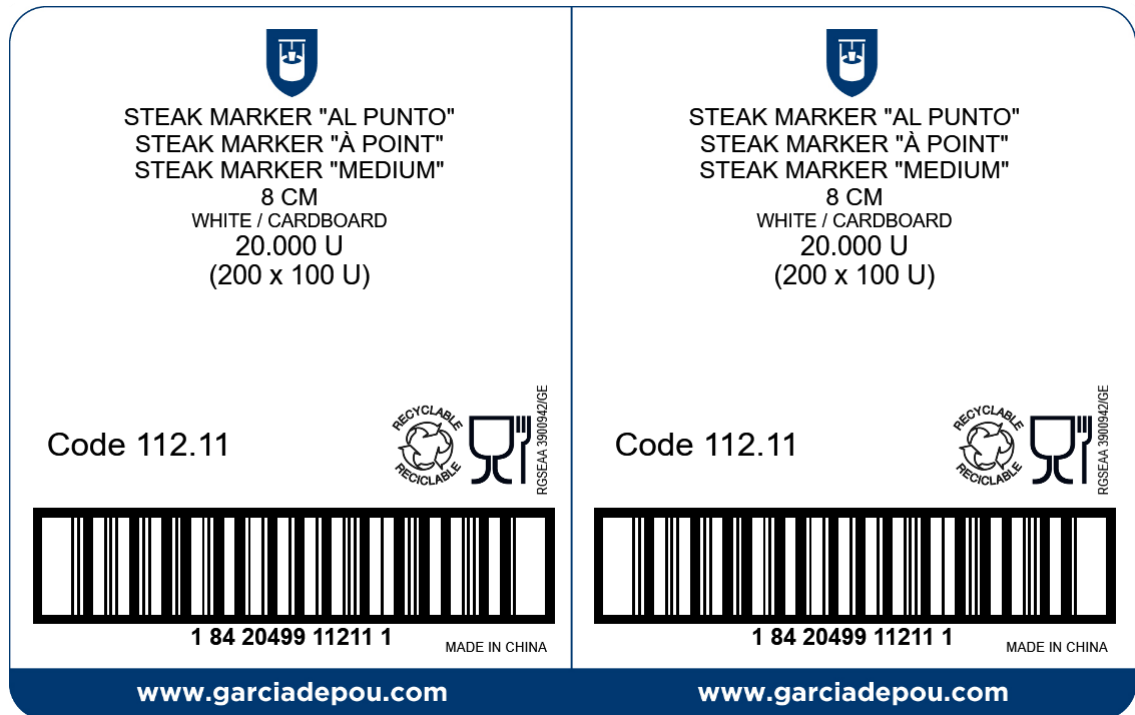 STEAK MARKER "AL PUNTO"
STEAK MARKER "À POINT"
STEAK MARKER "MEDIUM"
8 CM
WHITE / CARDBOARD
20.000 U
(200 x 100 U)
Code 112.11
RECYCLABLE
RECICLABLE
RGSEAA 3900942/GE
1 84 20499 11211 1
MADE IN CHINA
www.garciadepou.com
STEAK MARKER "AL PUNTO"
STEAK MARKER "À POINT"
STEAK MARKER "MEDIUM"
8 CM
WHITE / CARDBOARD
20.000 U
(200 x 100 U)
Code 112.11
RECYCLABLE
RECICLABLE
RGSEAA 3900942/GE
1 84 20499 11211 1
MADE IN CHINA
www.garciadepou.com